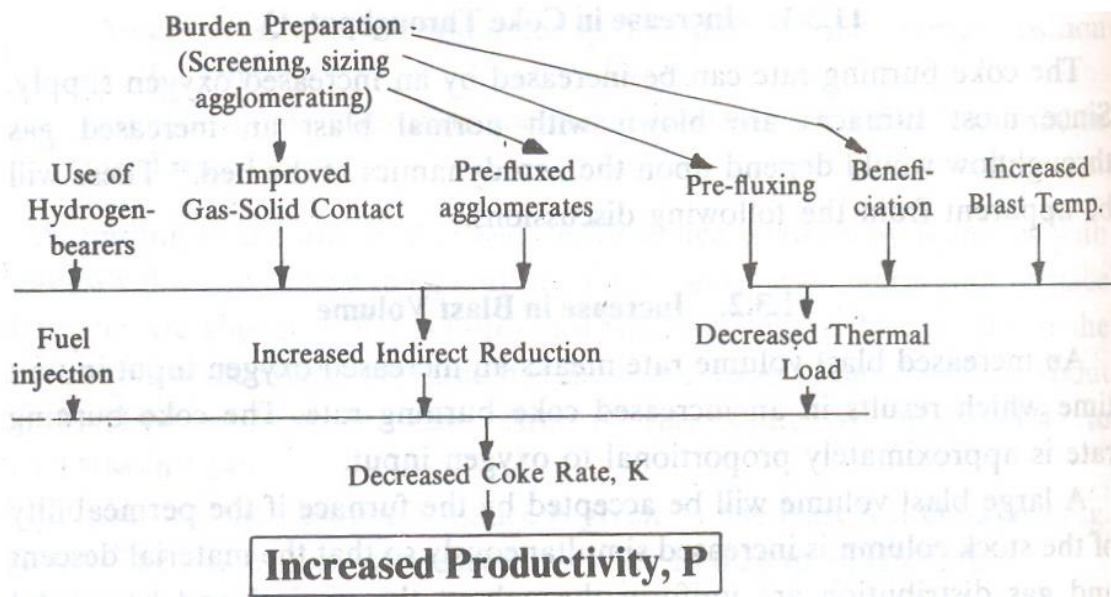 Burden Preparation
(Screening, sizing
agglomerating)
Use of
Hydrogen-
bearers
Improved
Gas-Solid Contact
Pre-fluxed
agglomerates
Pre-fluxing
Benefi-
ciation
Increased
Blast Temp.
Fuel
injection
Increased Indirect Reduction
Decreased Thermal
Load
Decreased Coke Rate, K
Increased Productivity, P